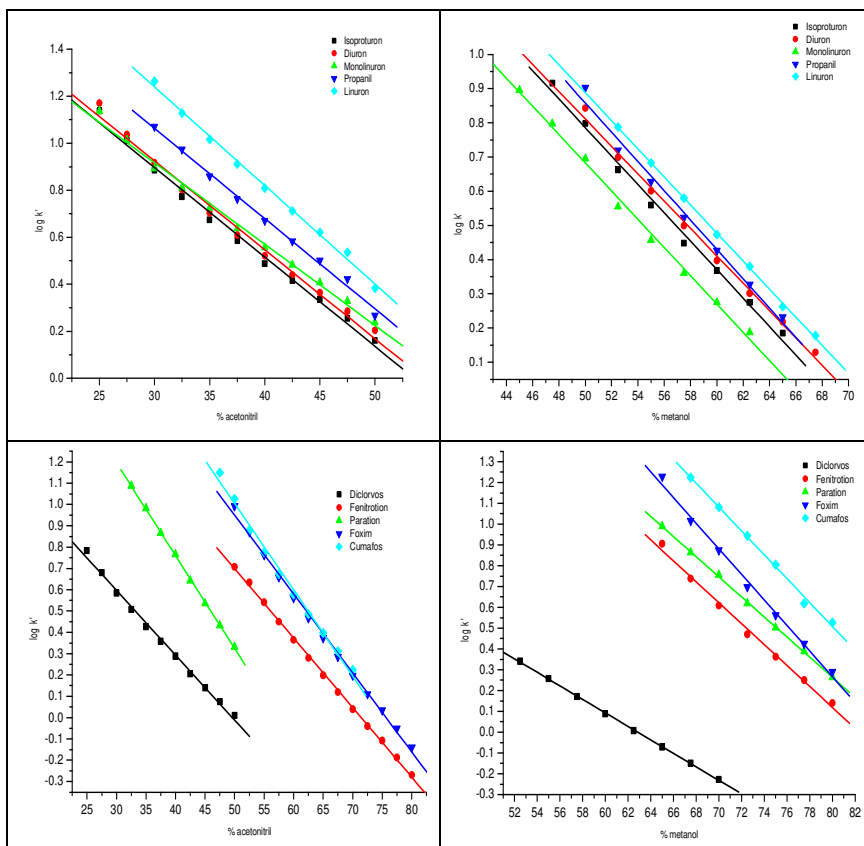 Isoproturon
Diuron
Monolinuron
Propanil
Linuron
1.4
1.2
1.0
0.8
0.6
0.4
0.2
0.0
log k'
25 30 35 40 45 50
% acetonitril
Isoproturon
Diuron
Monolinuron
Propanil
Linuron
1.0
0.9
0.8
0.7
0.6
0.5
0.4
0.3
0.2
0.1
log k'
44 46 48 50 52 54 56 58 60 62 64 66 68 70
% metanol
Diclorvos
Fenitrotion
Paration
Foxim
Cumafos
1.2
1.1
1.0
0.9
0.8
0.7
0.6
0.5
0.4
0.3
0.2
0.1
0.0
-0.1
-0.2
-0.3
log k'
25 30 35 40 45 50 55 60 65 70 75 80
% acetonitril
Diclorvos
Fenitrotion
Paration
Foxim
Cumafos
1.3
1.2
1.1
1.0
0.9
0.8
0.7
0.6
0.5
0.4
0.3
0.2
0.1
0.0
-0.1
-0.2
-0.3
log k'
52 54 56 58 60 62 64 66 68 70 72 74 76 78 80 82
% metanol